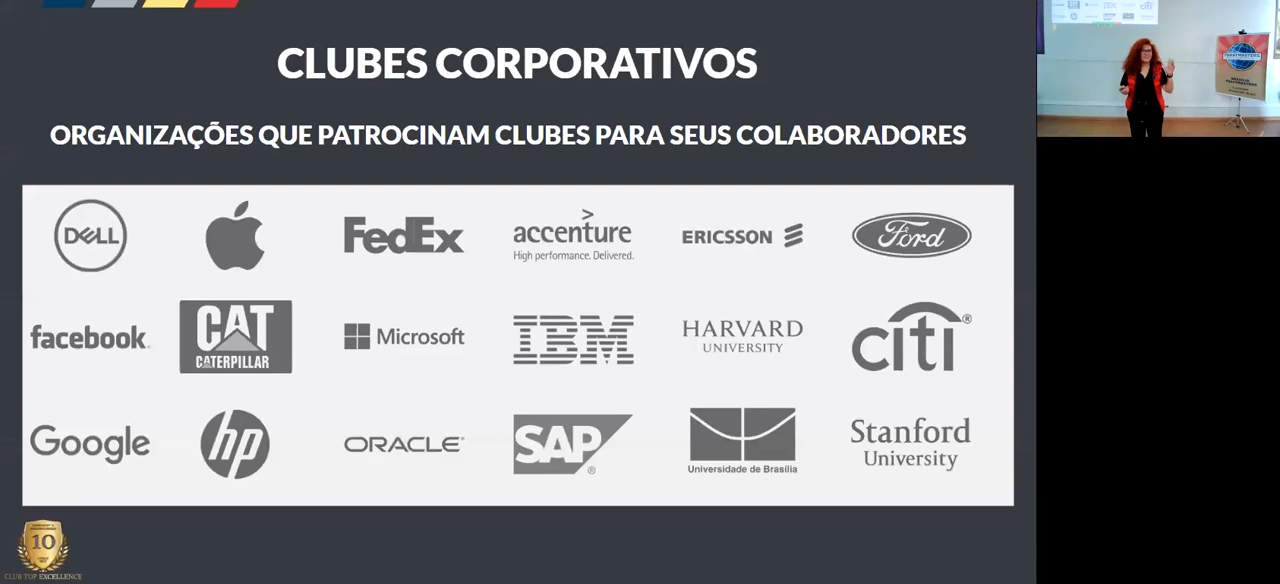 CLUBES CORPORATIVOS
ORGANIZAÇÕES QUE PATROCINAM CLUBES PARA SEUS COLABORADORES
DELL
FedEx
accenture
High performance. Delivered.
ERICSSON
Ford
facebook
CAT
CATERPILLAR
Microsoft
IBM
HARVARD
UNIVERSITY
citi®
Google
hp
ORACLE®
SAP®
Universidade de Brasília
Stanford
University
10
CLUB TOP EXCELLENCE
TOASTMASTERS